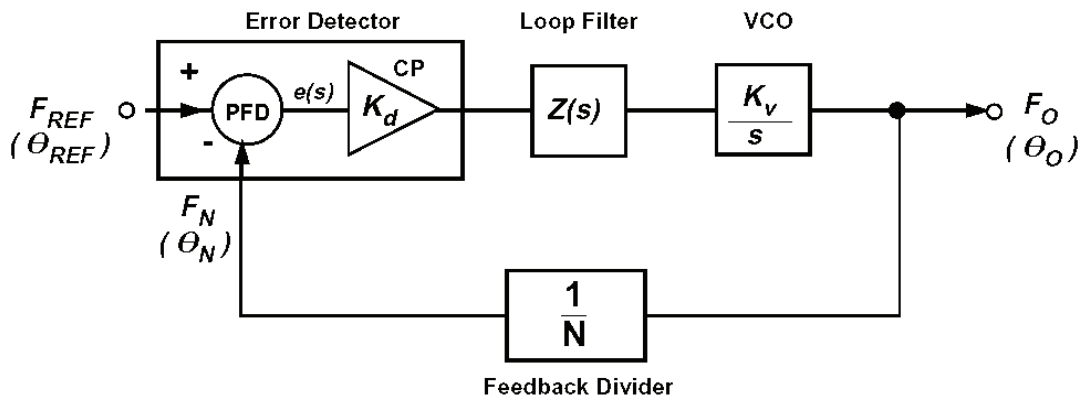 Error Detector
Loop Filter
VCO
CP
+
e(s)
F_REF
(θ_REF)
PFD
K_d
Z(s)
K_v
s
F_O
(θ_O)
-
F_N
(θ_N)
1
N
Feedback Divider